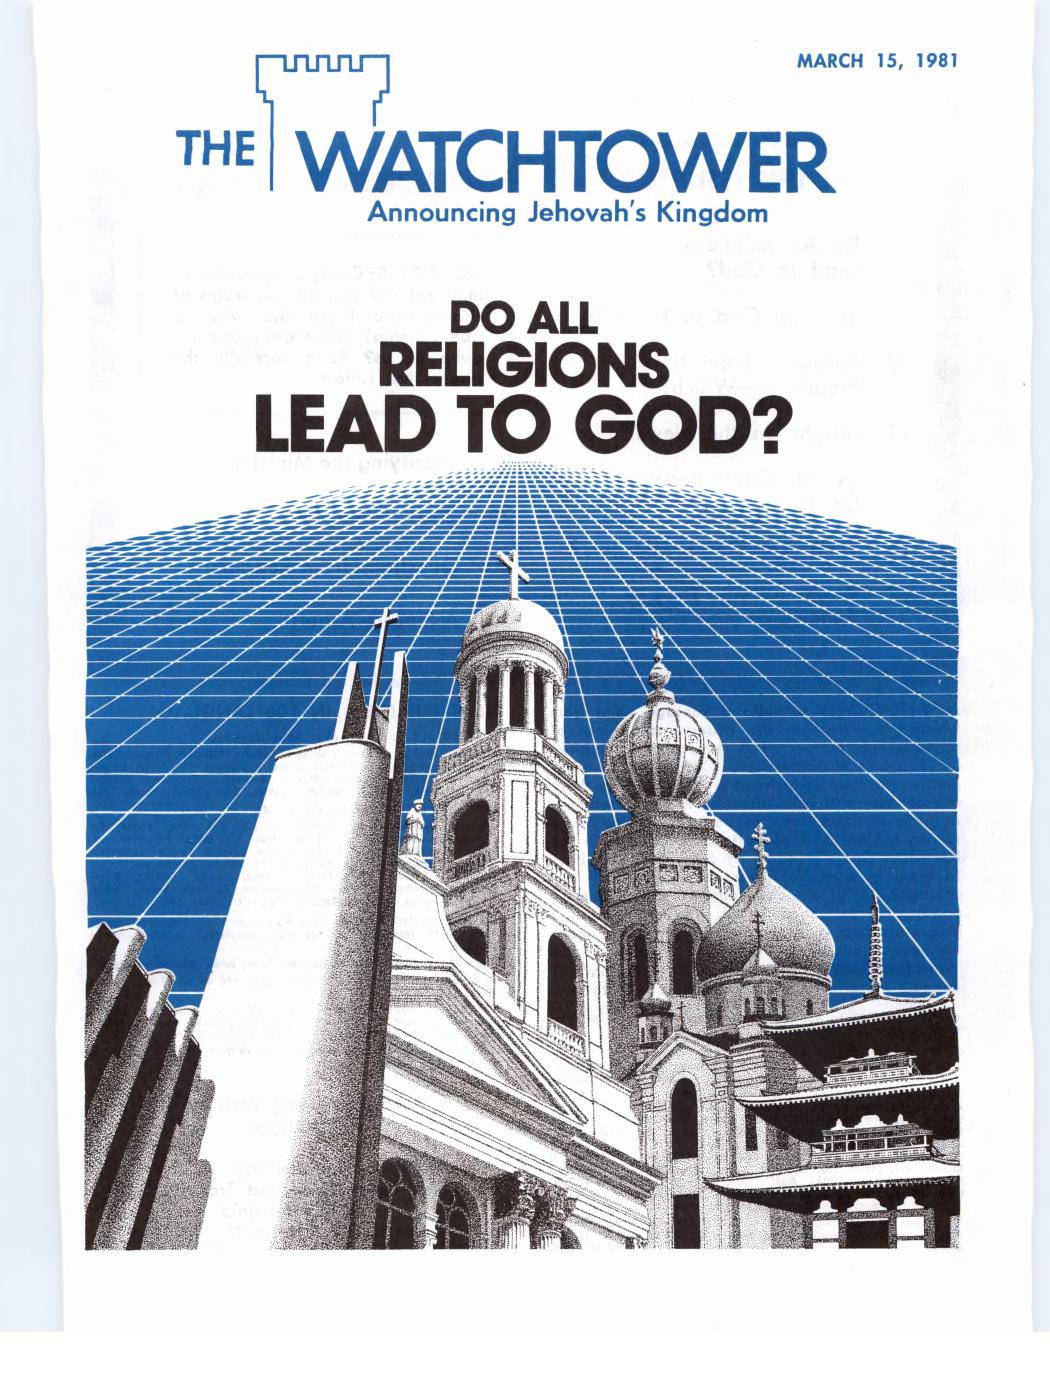 MARCH 15, 1981
THE WATCHTOWER
Announcing Jehovah's Kingdom
DO ALL
RELIGIONS
LEAD TO GOD?